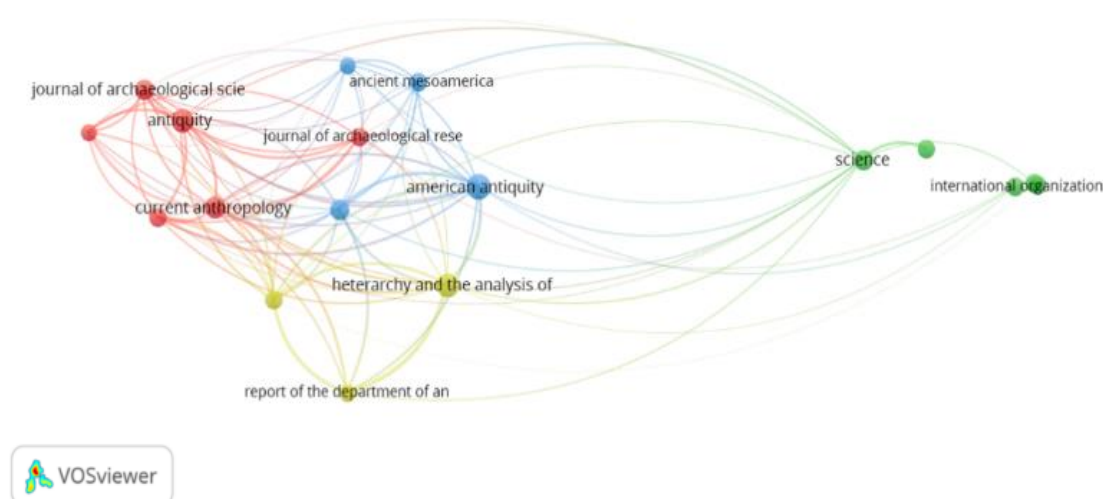 journal of archaeological scie
ancient mesoamerica
antiquity
journal of archaeological rese
science
american antiquity
international organization
current anthropology
heterarchy and the analysis of
report of the department of an
VOSviewer